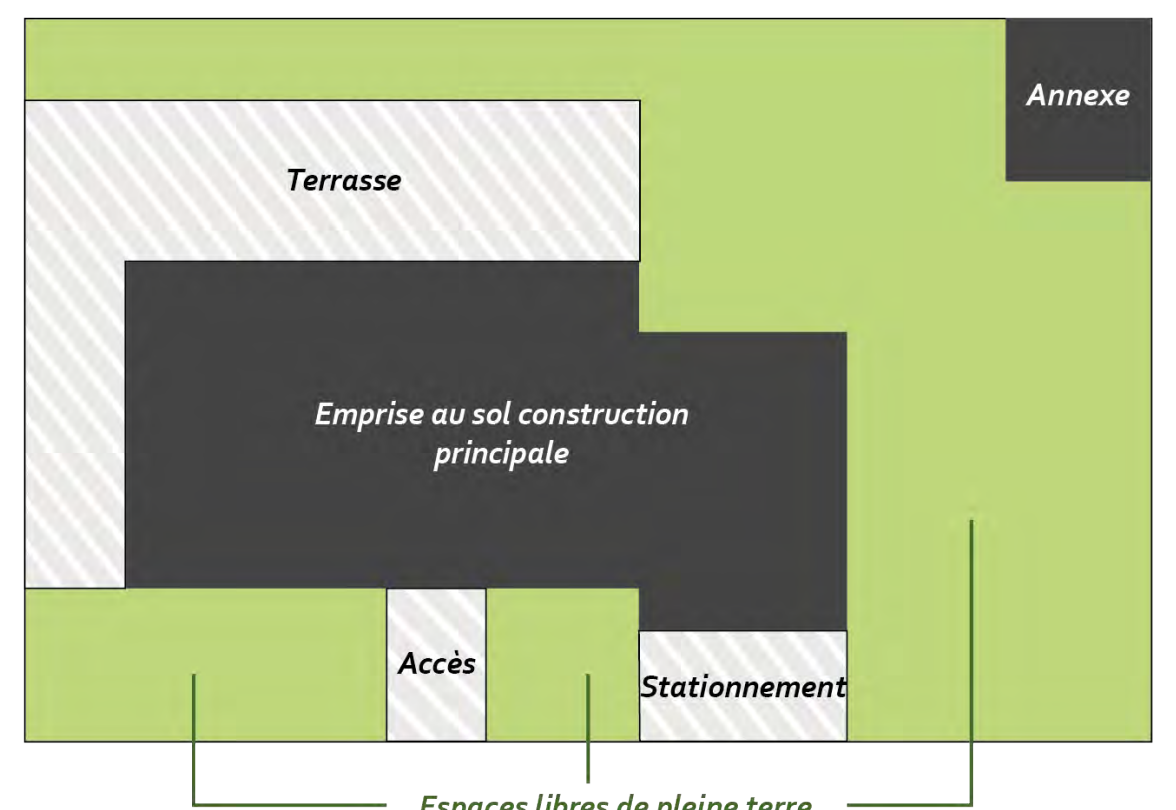 Annexe
Terrasse
Emprise au sol construction
principale
Accès
Stationnement
Espaces libres de pleine terre